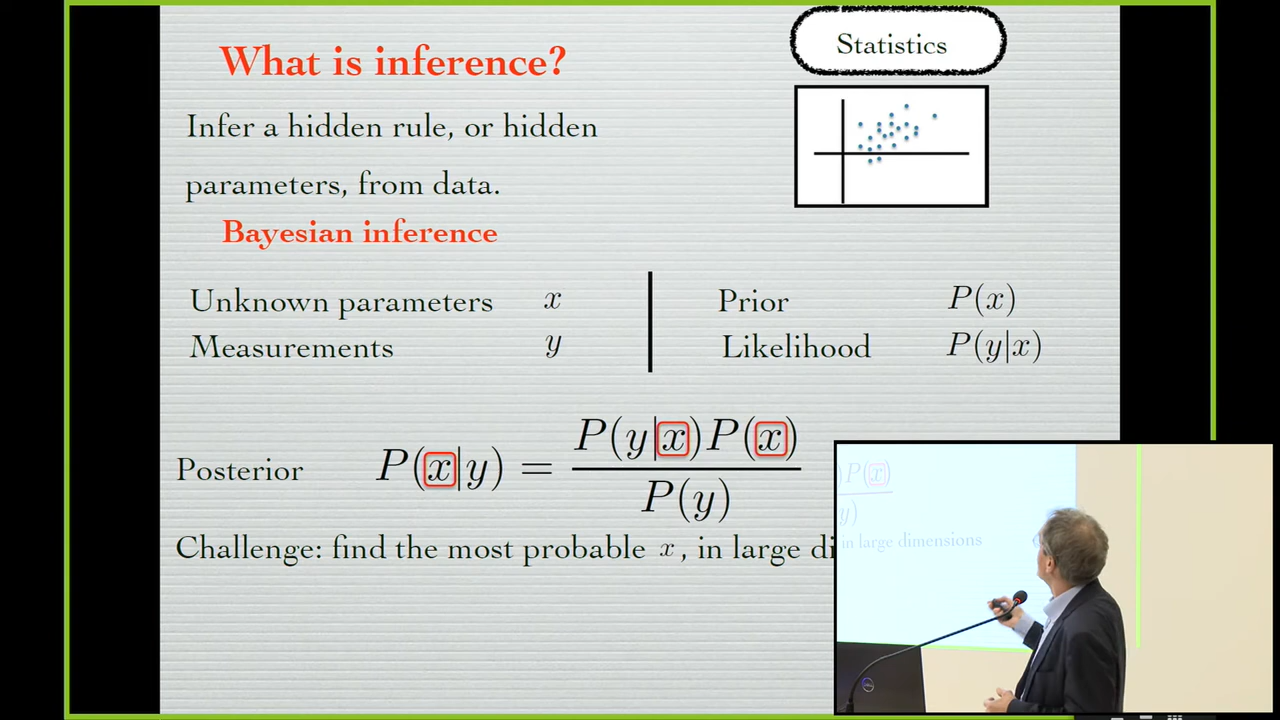 Statistics
What is inference?
Infer a hidden rule, or hidden
parameters, from data.
Bayesian inference
Unknown parameters x
Measurements y
Prior P(x)
Likelihood P(y|x)
Posterior P(x|y) = P(y|x)P(x) / P(y)
Challenge: find the most probable x, in large di
)P(x)
y)
in large dimensions